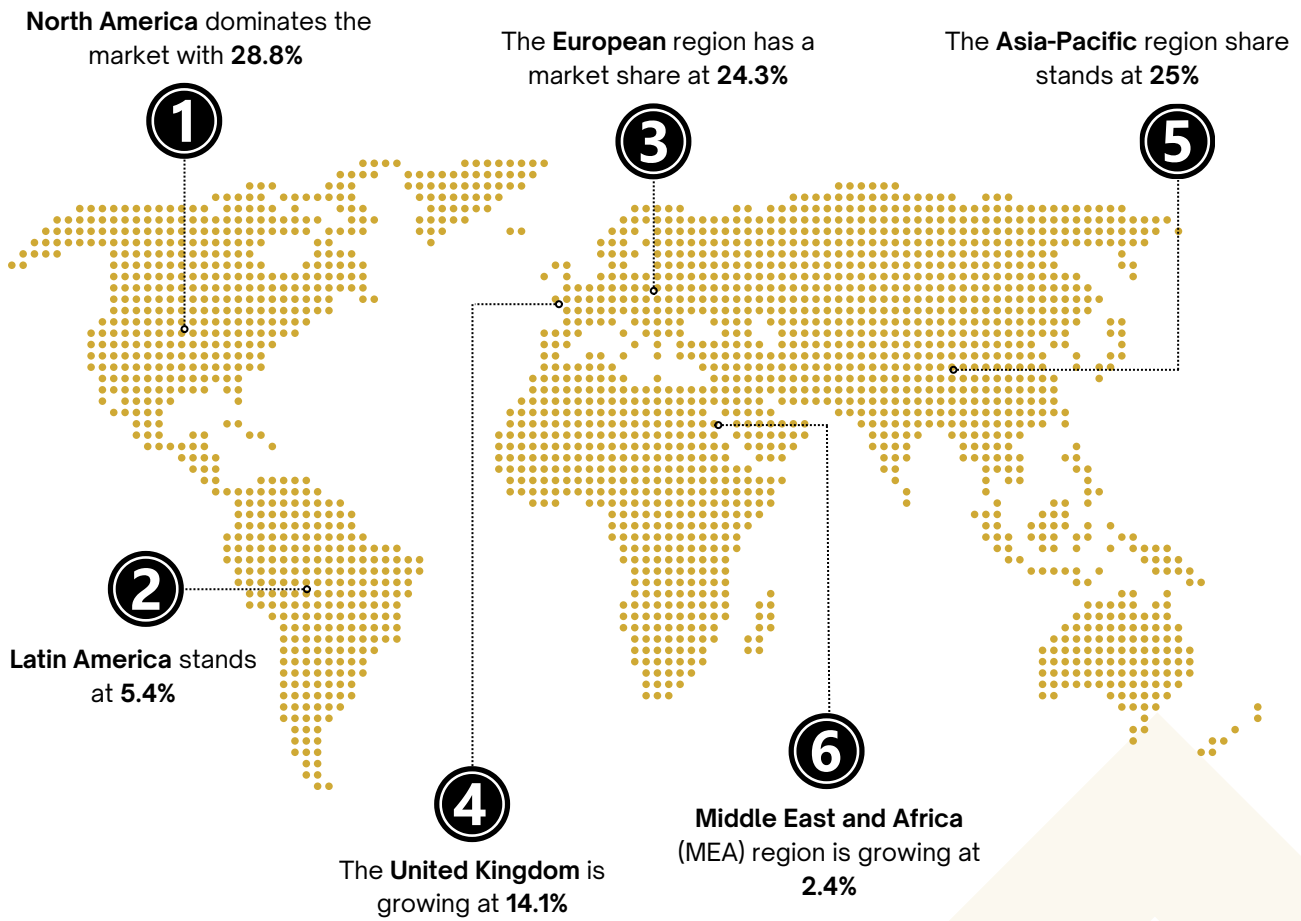 North America dominates the
market with 28.8%
1
The European region has a
market share at 24.3%
3
The Asia-Pacific region share
stands at 25%
5
2
Latin America stands
at 5.4%
4
The United Kingdom is
growing at 14.1%
6
Middle East and Africa
(MEA) region is growing at
2.4%